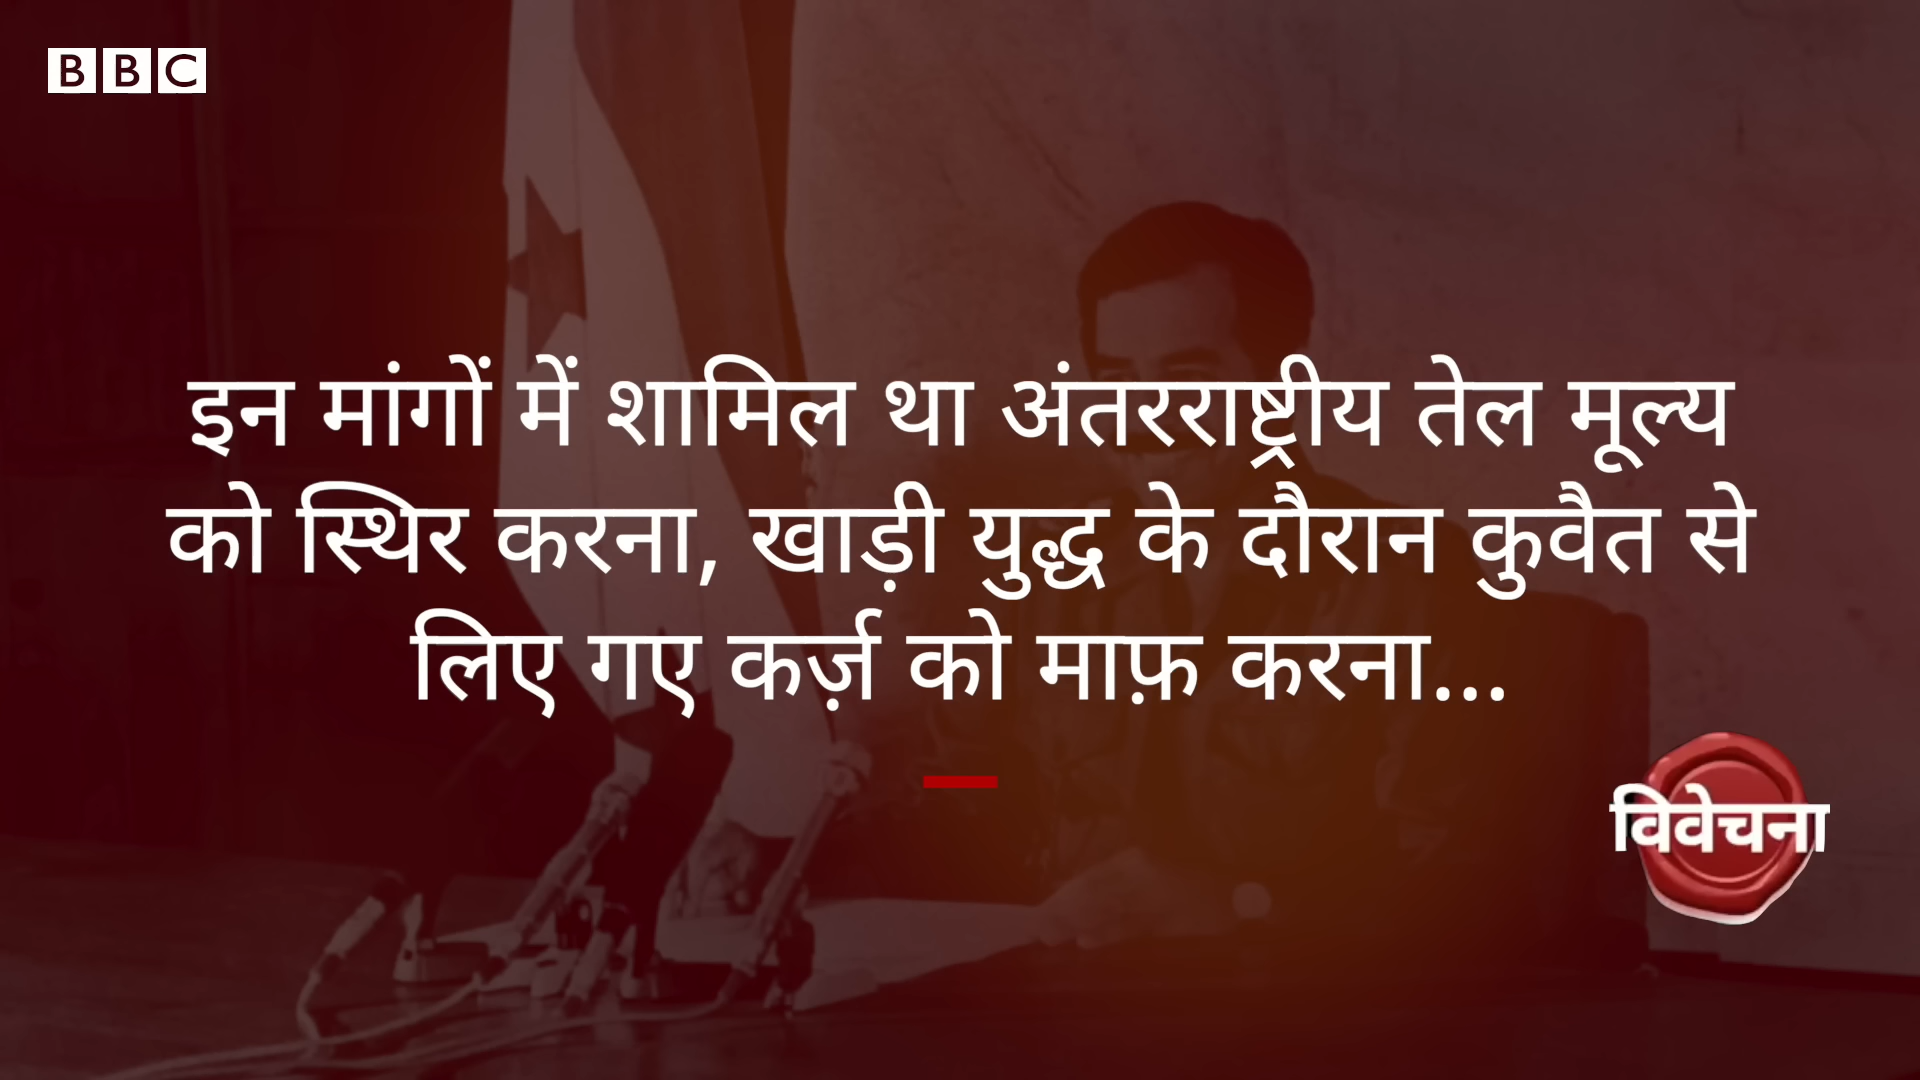 BBC
इन मांगों में शामिल था अंतरराष्ट्रीय तेल मूल्य
को स्थिर करना, खाड़ी युद्ध के दौरान कुवैत से
लिए गए कर्ज़ को माफ़ करना...
विवेचना